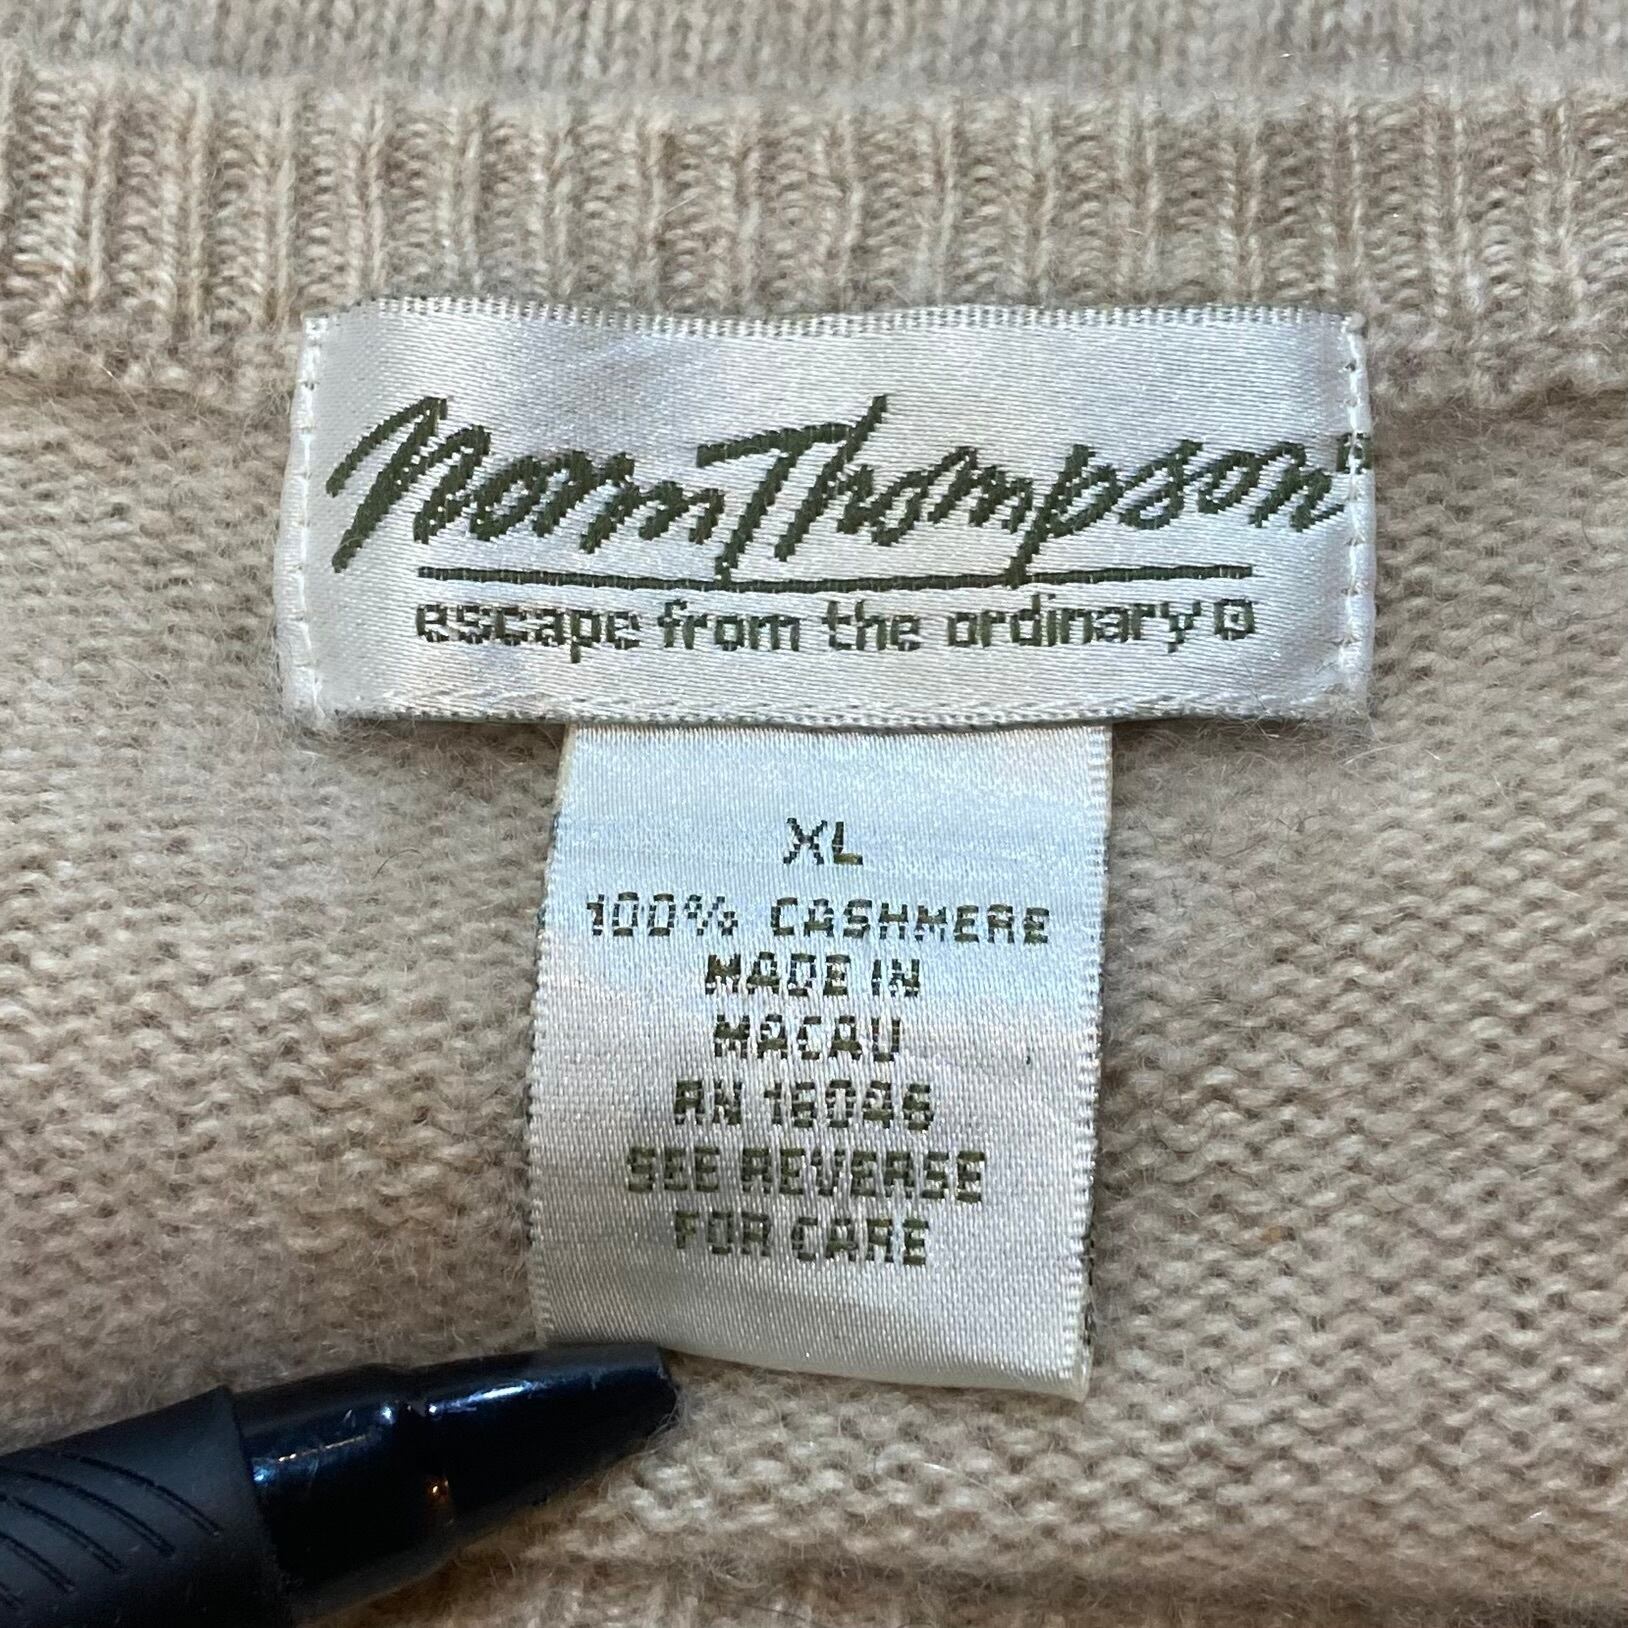 Norm Thompson®
escape from the ordinary®
XL
100% CASHMERE
MADE IN
MACAU
RN 16046
SEE REVERSE
FOR CARE